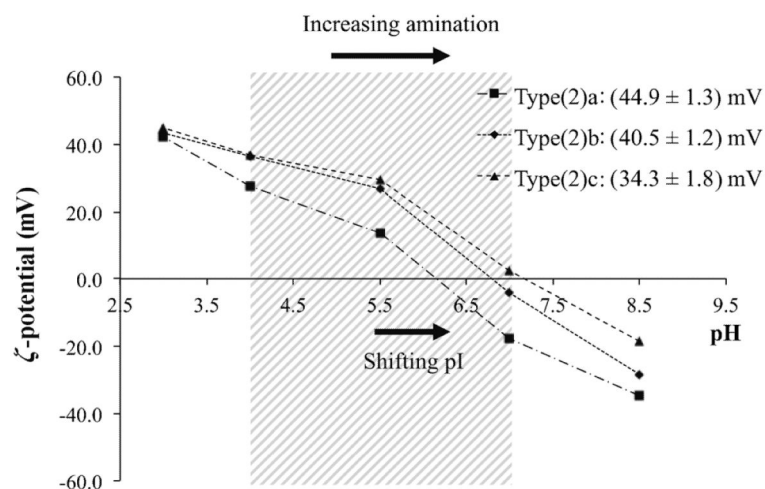 Increasing amination
60.0
40.0
20.0
0.0
-20.0
-40.0
-60.0
ζ-potential (mV)
Type(2)a: (44.9 ± 1.3) mV
Type(2)b: (40.5 ± 1.2) mV
Type(2)c: (34.3 ± 1.8) mV
2.5 3.5 4.5 5.5 6.5 7.5 8.5 9.5
pH
Shifting pI